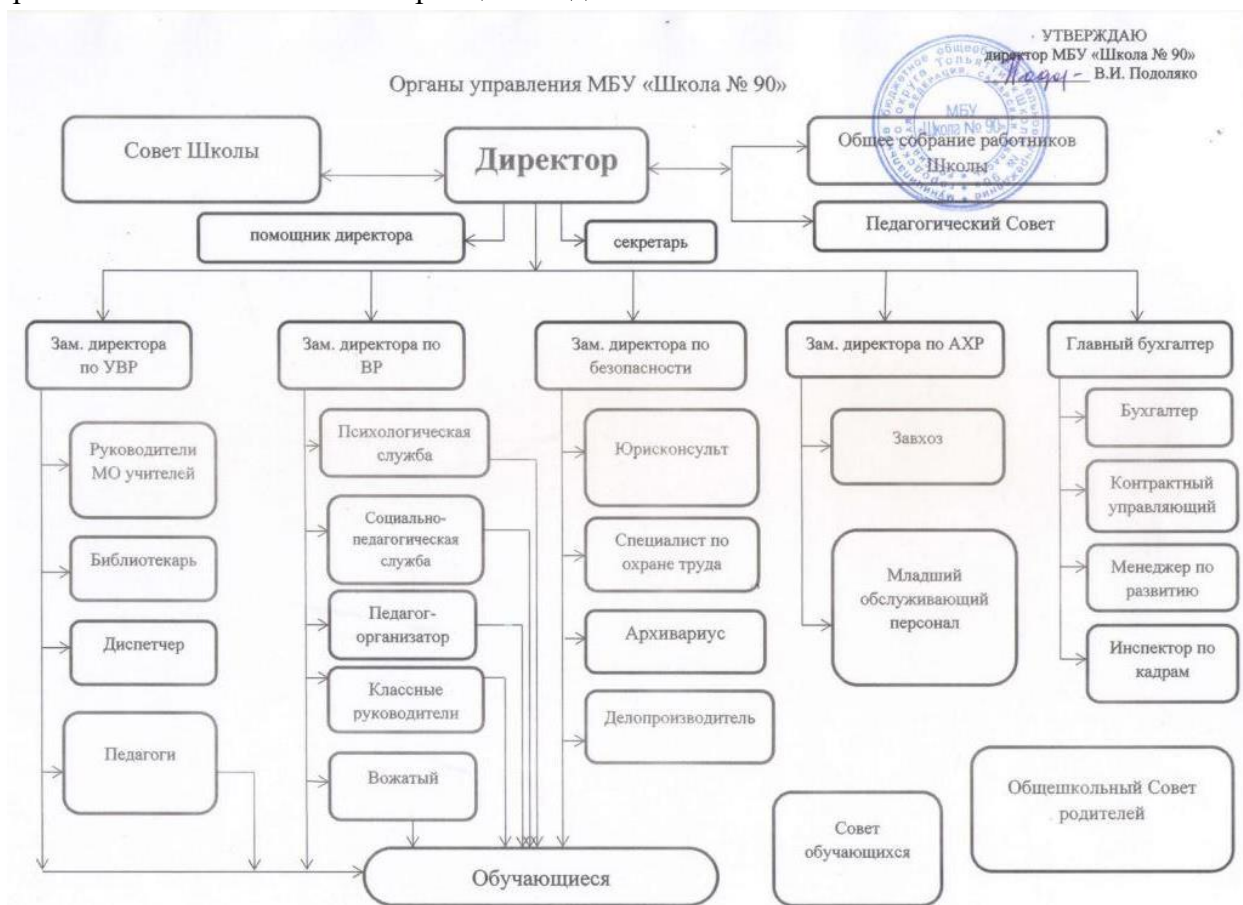 УТВЕРЖДАЮ
директор МБУ «Школа № 90»
В.И. Подоляко
Органы управления МБУ «Школа № 90»
МБУ
«Школа № 90»
Совет Школы
Директор
Общее собрание работников
Школы
Педагогический Совет
помощник директора
секретарь
Зам. директора
по УВР
Зам. директора по
ВР
Зам. директора по
безопасности
Зам. директора по АХР
Главный бухгалтер
Руководители
МО учителей
Библиотекарь
Диспетчер
Педагоги
Психологическая
служба
Социально-
педагогическая
служба
Педагог-
организатор
Классные
руководители
Вожатый
Юрисконсульт
Специалист по
охране труда
Архивариус
Делопроизводитель
Завхоз
Младший
обслуживающий
персонал
Бухгалтер
Контрактный
управляющий
Менеджер по
развитию
Инспектор по
кадрам
Общешкольный Совет
родителей
Совет
обучающихся
Обучающиеся